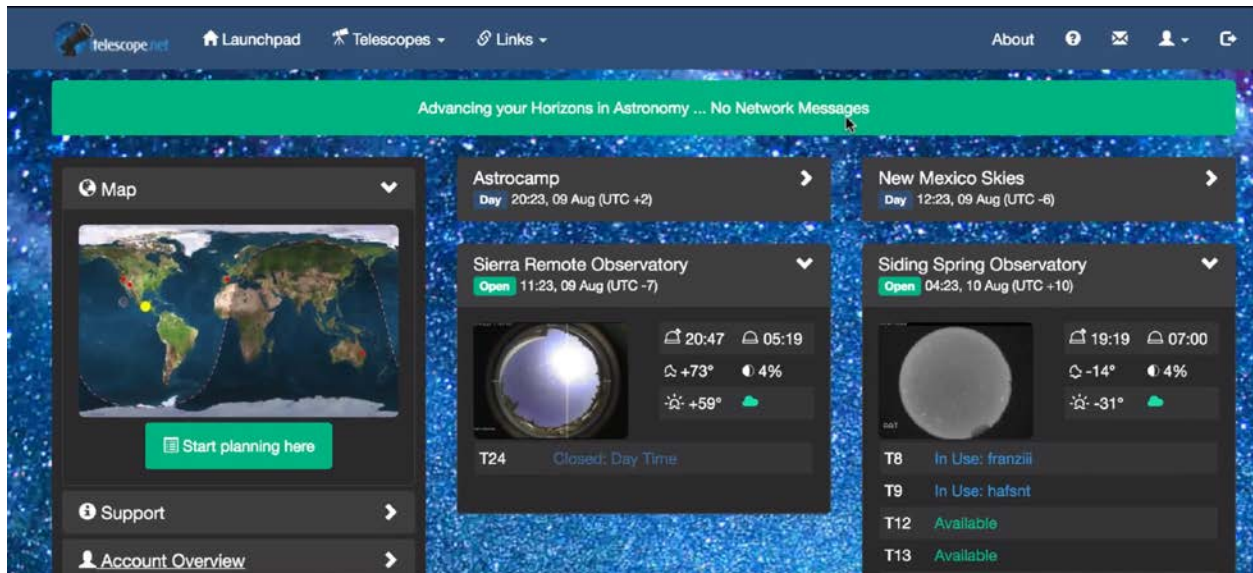 telescope.net
Launchpad
Telescopes
Links
About
Advancing your Horizons in Astronomy ... No Network Messages
Map
Start planning here
Support
Account Overview
Astrocamp
Day 20:23, 09 Aug (UTC +2)
Sierra Remote Observatory
Open 11:23, 09 Aug (UTC -7)
20:47 05:19
+73° 4%
+59°
T24 Closed: Day Time
New Mexico Skies
Day 12:23, 09 Aug (UTC -6)
Siding Spring Observatory
Open 04:23, 10 Aug (UTC +10)
19:19 07:00
-14° 4%
-31°
T8 In Use: franziii
T9 In Use: hafsnt
T12 Available
T13 Available